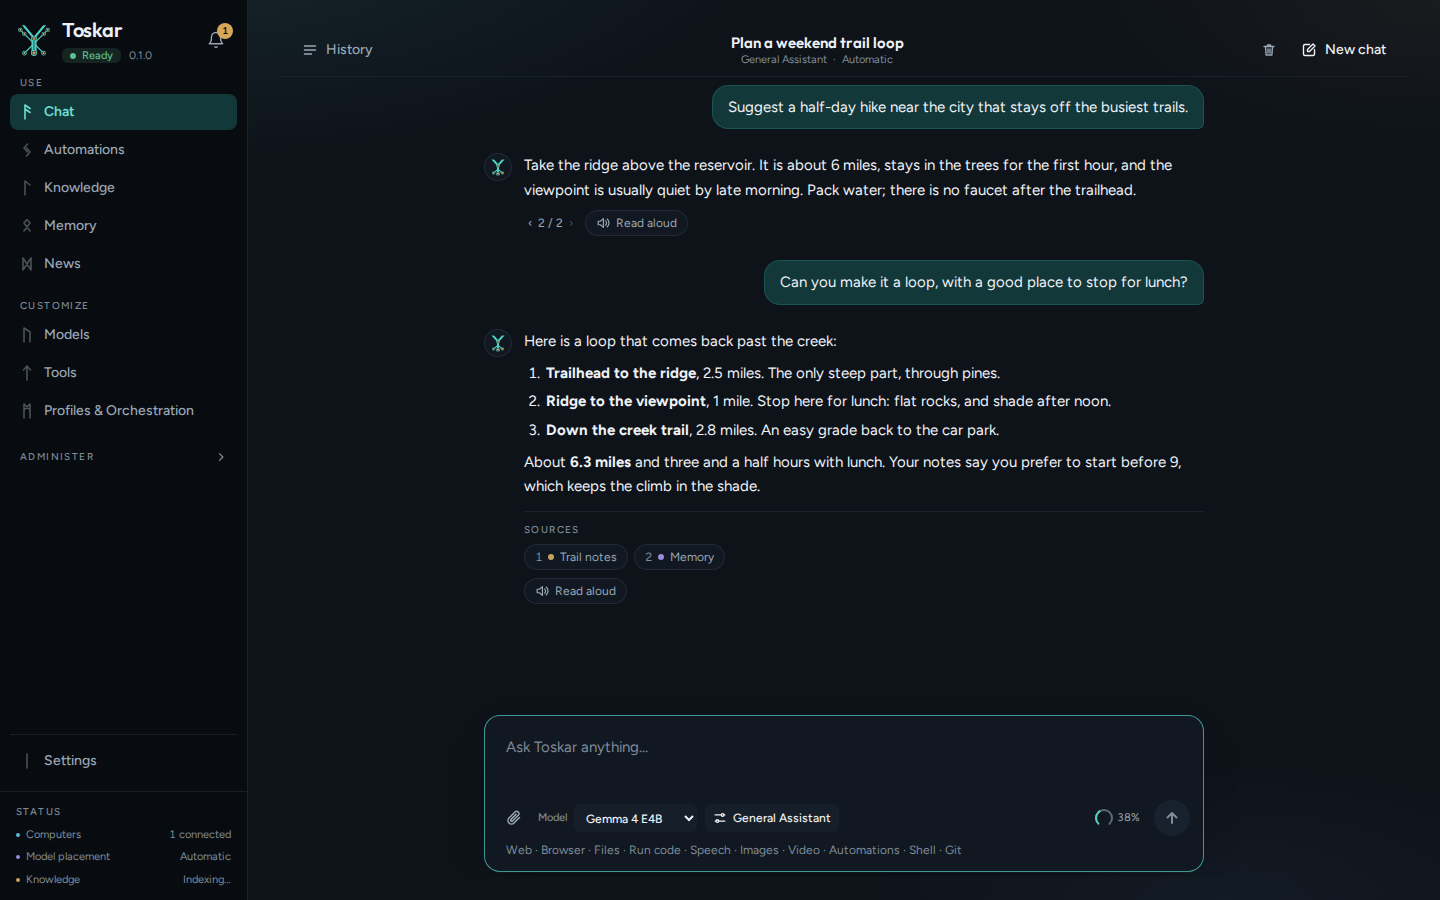 Toskar
Ready 0.1.0
1
USE
Chat
Automations
Knowledge
Memory
News
CUSTOMIZE
Models
Tools
Profiles & Orchestration
ADMINISTER
Settings
STATUS
Computers 1 connected
Model placement Automatic
Knowledge Indexing...
History
Plan a weekend trail loop
General Assistant · Automatic
New chat
Suggest a half-day hike near the city that stays off the busiest trails.
Take the ridge above the reservoir. It is about 6 miles, stays in the trees for the first hour, and the
viewpoint is usually quiet by late morning. Pack water; there is no faucet after the trailhead.
‹ 2 / 2 › Read aloud
Can you make it a loop, with a good place to stop for lunch?
Here is a loop that comes back past the creek:
1. Trailhead to the ridge, 2.5 miles. The only steep part, through pines.
2. Ridge to the viewpoint, 1 mile. Stop here for lunch: flat rocks, and shade after noon.
3. Down the creek trail, 2.8 miles. An easy grade back to the car park.
About 6.3 miles and three and a half hours with lunch. Your notes say you prefer to start before 9,
which keeps the climb in the shade.
SOURCES
1 Trail notes 2 Memory
Read aloud
Ask Toskar anything...
Model Gemma 4 E4B General Assistant 38%
Web · Browser · Files · Run code · Speech · Images · Video · Automations · Shell · Git